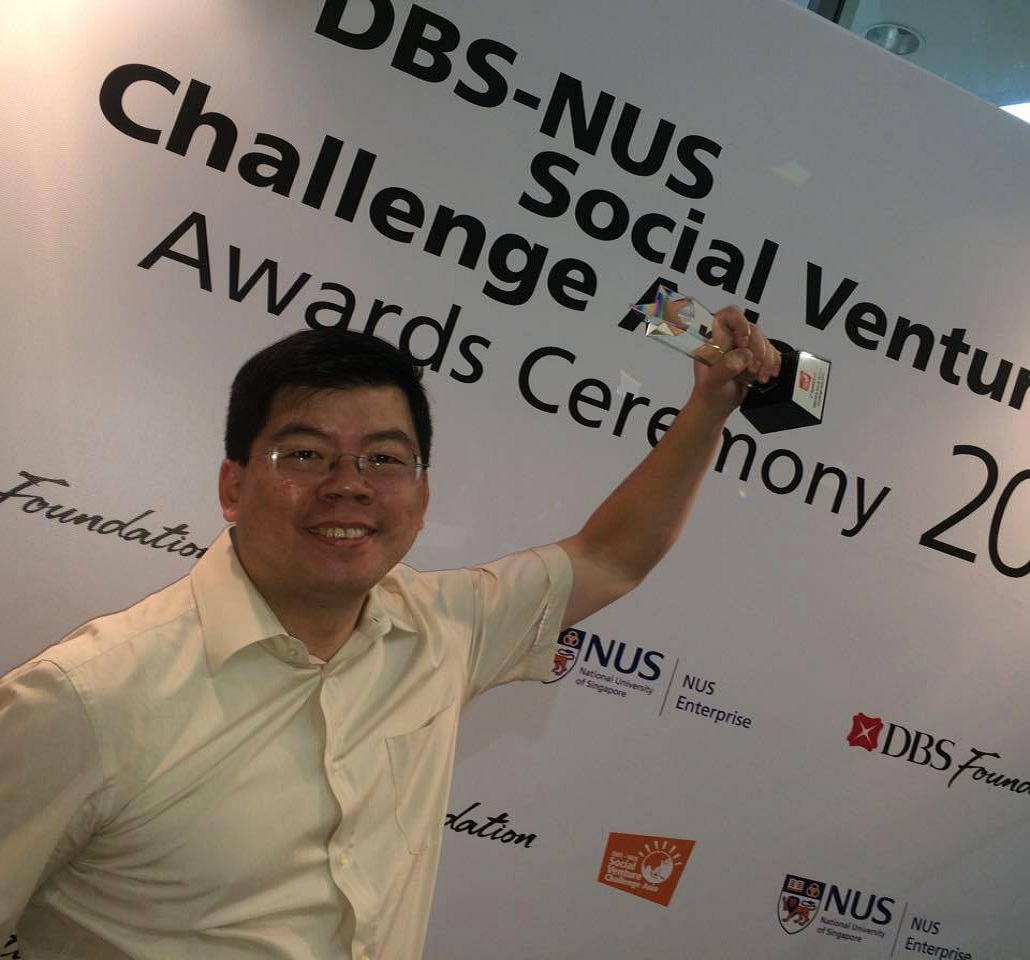 DBS-NUS
Social Ventur
Challenge
Awards Ceremony 20
Foundation
NUS
National University
of Singapore
NUS
Enterprise
DBS Found
dation
Social
Venture
Challenge Asia
NUS
National University
of Singapore
NUS
Enterprise